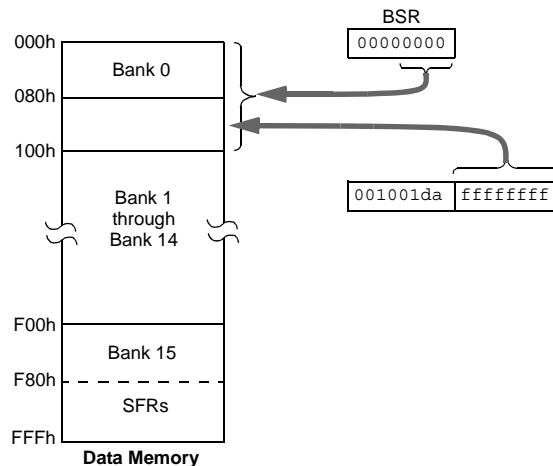 BSR
00000000
000h
Bank 0
080h
100h
001001da ffffffff
Bank 1
through
Bank 14
F00h
Bank 15
F80h
SFRs
FFFh
Data Memory